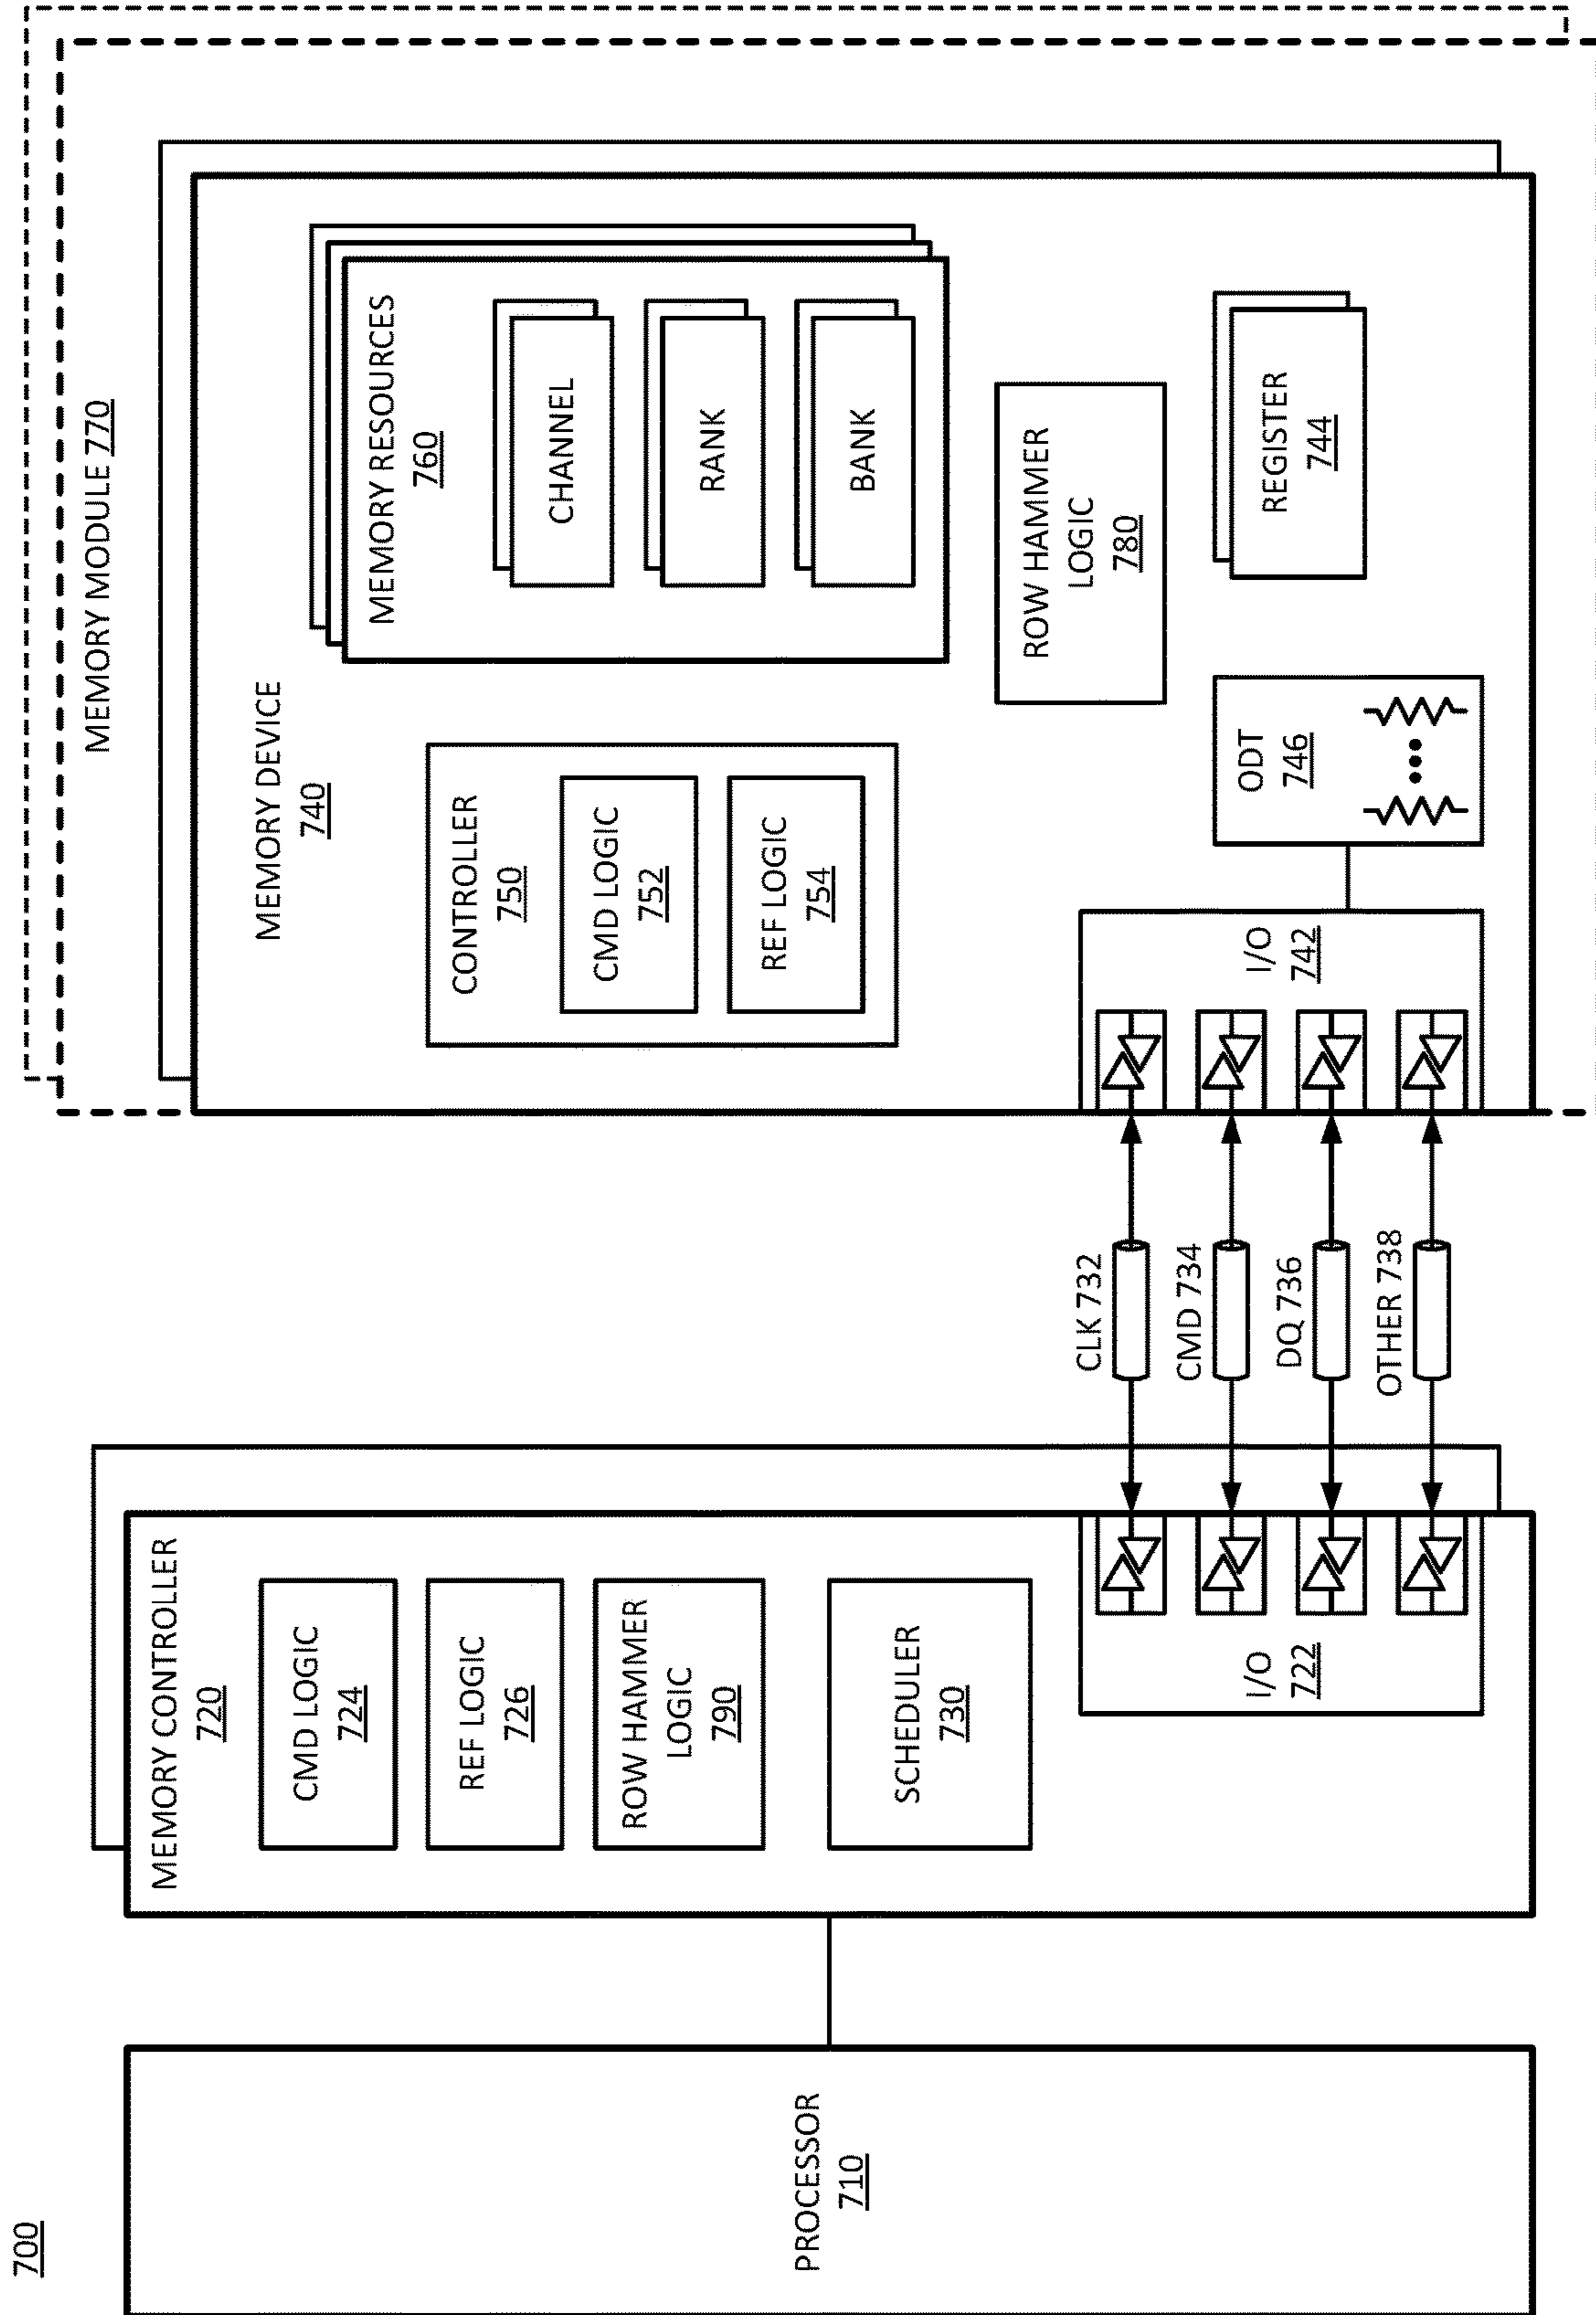 700
PROCESSOR
710
MEMORY CONTROLLER
720
CMD LOGIC
724
REF LOGIC
726
ROW HAMMER
LOGIC
790
SCHEDULER
730
I/O
722
CLK 732
CMD 734
DQ 736
OTHER 738
MEMORY MODULE 770
MEMORY DEVICE
740
CONTROLLER
750
CMD LOGIC
752
REF LOGIC
754
MEMORY RESOURCES
760
CHANNEL
RANK
BANK
ROW HAMMER
LOGIC
780
I/O
742
ODT
746
REGISTER
744